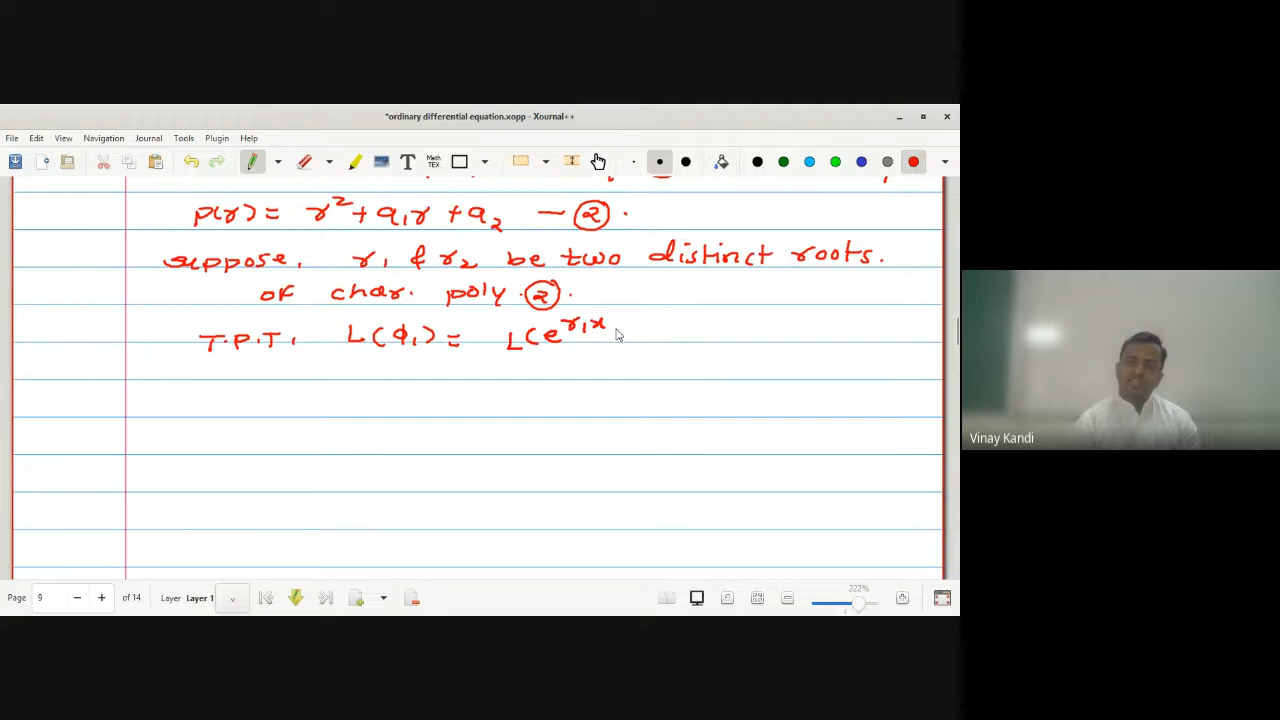 *ordinary differential equation.xopp - Xournal++
File Edit View Navigation Journal Tools Plugin Help
p(r) = r² + a₁r + a₂ — ②.
suppose, r₁ & r₂ be two distinct roots.
of char. poly. ②.
T.P.T. L(ϕ₁) = L(e^{r₁x}
Vinay Kandi
Page 9 of 14 Layer Layer 1 222%